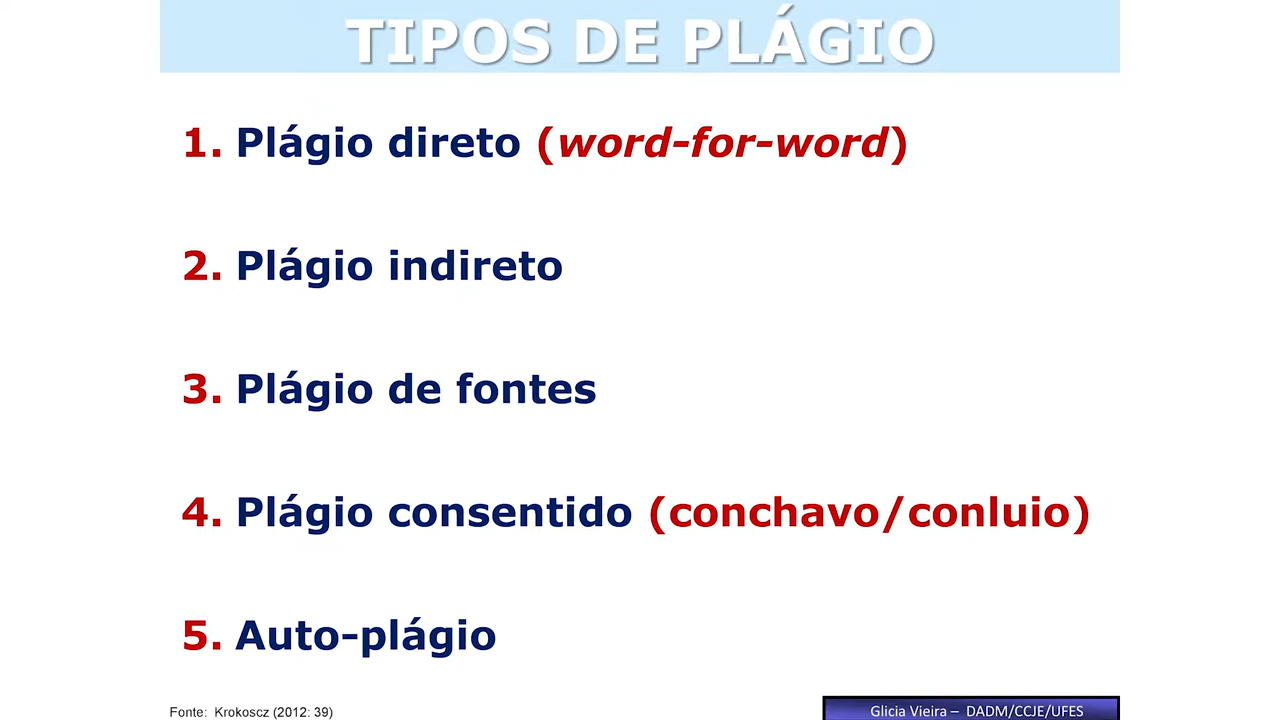 TIPOS DE PLÁGIO
1. Plágio direto (word-for-word)
2. Plágio indireto
3. Plágio de fontes
4. Plágio consentido (conchavo/conluio)
5. Auto-plágio
Fonte: Krokoscz (2012: 39)
Glicia Vieira – DADM/CCJE/UFES